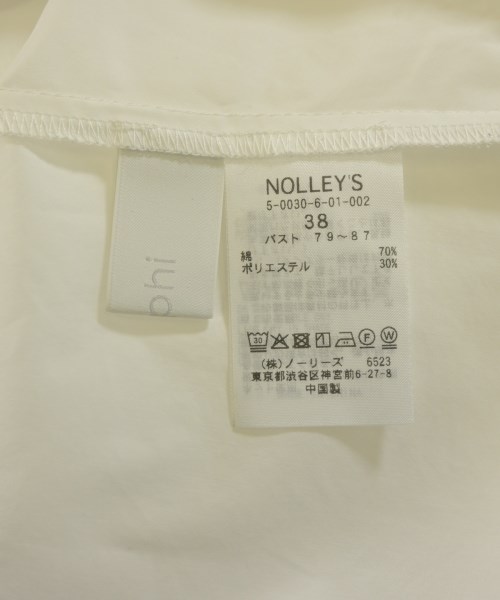 phi
NOLLEY'S
5-0030-6-01-002
38
バスト 79～87
綿 70%
ポリエステル 30%
30
F W
(株)ノーリーズ 6523
東京都渋谷区神宮前6-27-8
中国製